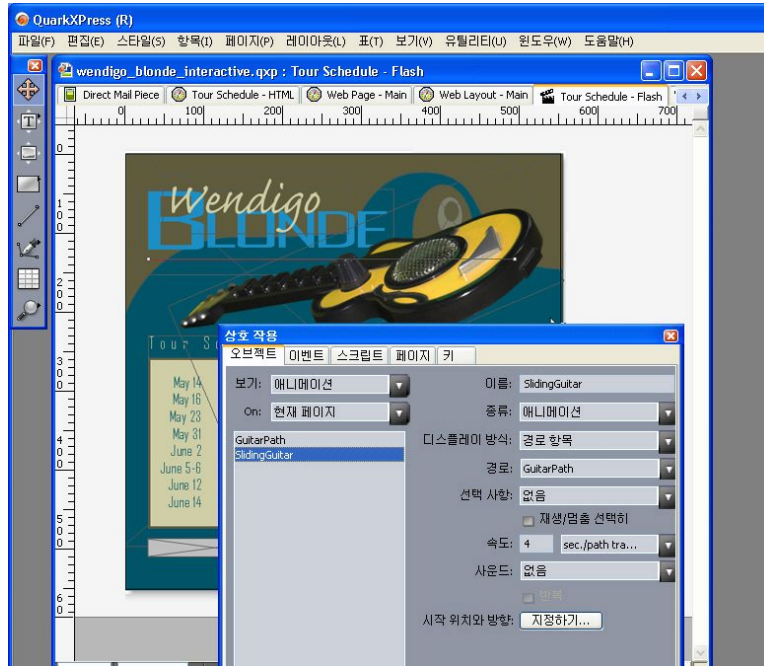 QuarkXPress (R)
파일(F) 편집(E) 스타일(S) 항목(I) 페이지(P) 레이아웃(L) 표(T) 보기(V) 유틸리티(U) 윈도우(W) 도움말(H)
wendigo_blonde_interactive.qxp : Tour Schedule - Flash
Direct Mail Piece Tour Schedule - HTML Web Page - Main Web Layout - Main Tour Schedule - Flash
0 100 200 300 400 500 600 700
0
100
200
300
400
500
600
Wendigo
BLONDE
Tour Sc
May 14
May 16
May 23
May 31
June 2
June 5-6
June 12
June 14
상호 작용
오브젝트 이벤트 스크립트 페이지 키
보기: 애니메이션 이름: SlidingGuitar
On: 현재 페이지 종류: 애니메이션
GuitarPath
SlidingGuitar
디스플레이 방식: 경로 항목
경로: GuitarPath
선택 사항: 없음
재생/멈춤 선택히
속도: 4 sec./path tra...
사운드: 없음
반복
시작 위치와 방향: 지정하기...